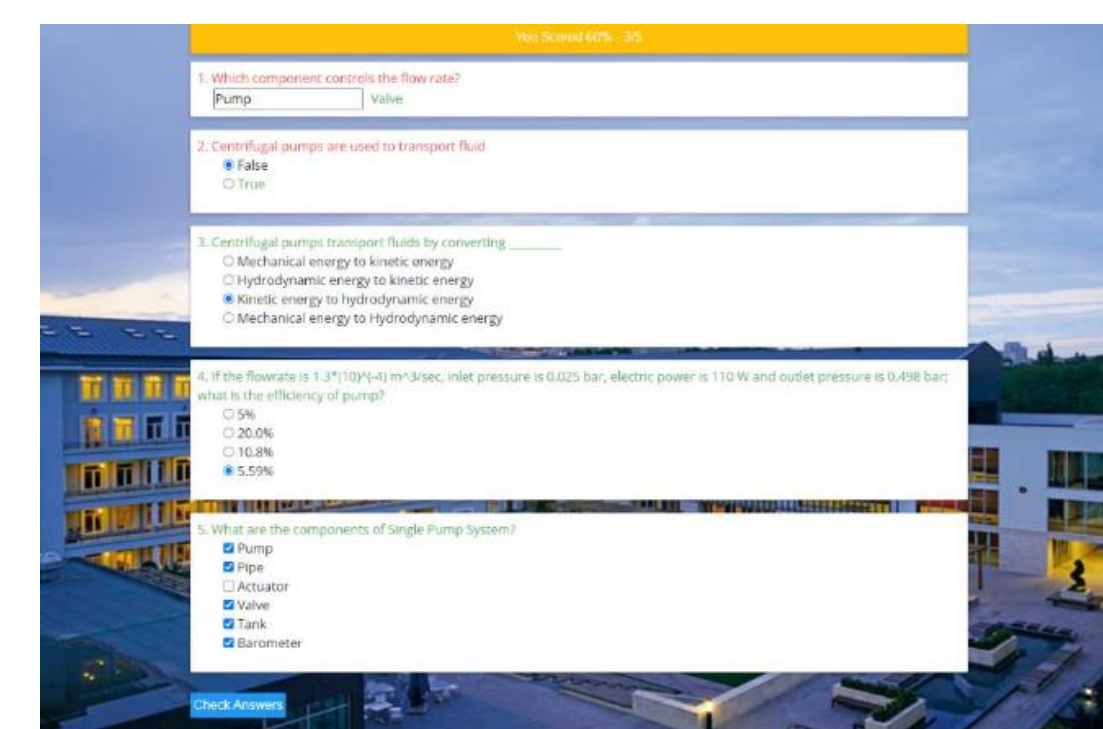 You Scored 60% - 3/5
1. Which component controls the flow rate?
Pump Valve
2. Centrifugal pumps are used to transport fluid
False
True
3. Centrifugal pumps transport fluids by converting _________
Mechanical energy to kinetic energy
Hydrodynamic energy to kinetic energy
Kinetic energy to hydrodynamic energy
Mechanical energy to Hydrodynamic energy
4. If the flowrate is 1.3*(10)^(-4) m^3/sec, inlet pressure is 0.025 bar, electric power is 110 W and outlet pressure is 0.498 bar;
what is the efficiency of pump?
5%
20.0%
10.8%
5.59%
5. What are the components of Single Pump System?
Pump
Pipe
Actuator
Valve
Tank
Barometer
Check Answers